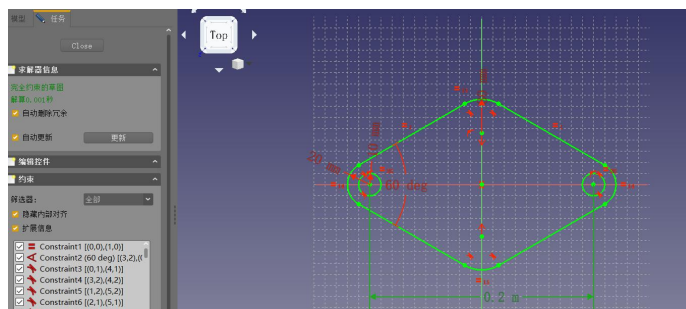 模型 任务
Close
求解器信息
完全约束的草图
解算0.001秒
自动删除冗余
自动更新 更新
编辑控件
约束
筛选器: 全部
隐藏内部对齐
扩展信息
Constraint1 [(0,0),(1,0)]
Constraint2 (60 deg) [(3,2),(
Constraint3 [(0,1),(4,1)]
Constraint4 [(3,2),(4,2)]
Constraint5 [(1,2),(5,2)]
Constraint6 [(2,1),(5,1)]
Top
60 deg
0.2 m